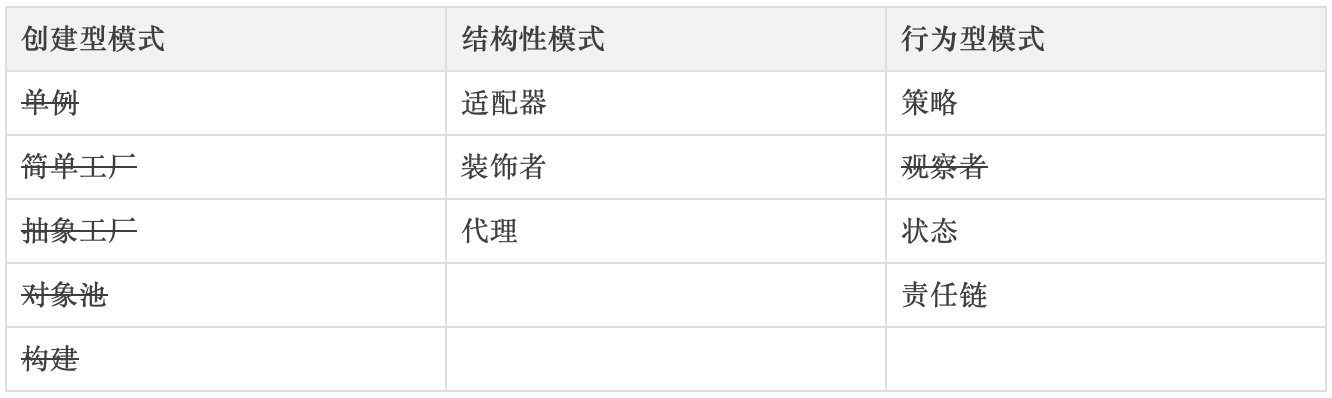 创建型模式 结构性模式 行为型模式
单例 适配器 策略
简单工厂 装饰者 观察者
抽象工厂 代理 状态
对象池 责任链
构建